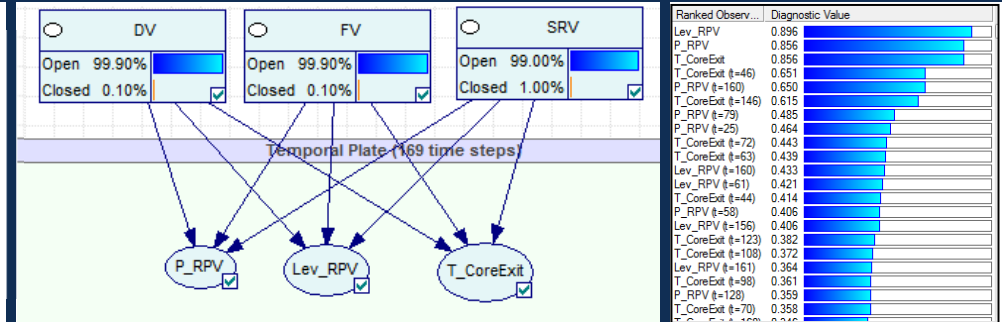 DV
Open 99.90%
Closed 0.10%
FV
Open 99.90%
Closed 0.10%
SRV
Open 99.00%
Closed 1.00%
Temporal Plate (169 time steps)
P_RPV
Lev_RPV
T_CoreExit
Ranked Observ... Diagnostic Value
Lev_RPV 0.896
P_RPV 0.856
T_CoreExit 0.856
T_CoreExit (t=46) 0.651
P_RPV (t=160) 0.650
T_CoreExit (t=146) 0.615
P_RPV (t=79) 0.485
P_RPV (t=25) 0.464
T_CoreExit (t=72) 0.443
T_CoreExit (t=63) 0.439
Lev_RPV (t=160) 0.433
Lev_RPV (t=61) 0.421
T_CoreExit (t=44) 0.414
P_RPV (t=58) 0.406
Lev_RPV (t=156) 0.406
T_CoreExit (t=123) 0.382
T_CoreExit (t=108) 0.372
Lev_RPV (t=161) 0.364
T_CoreExit (t=98) 0.361
P_RPV (t=128) 0.359
T_CoreExit (t=70) 0.358